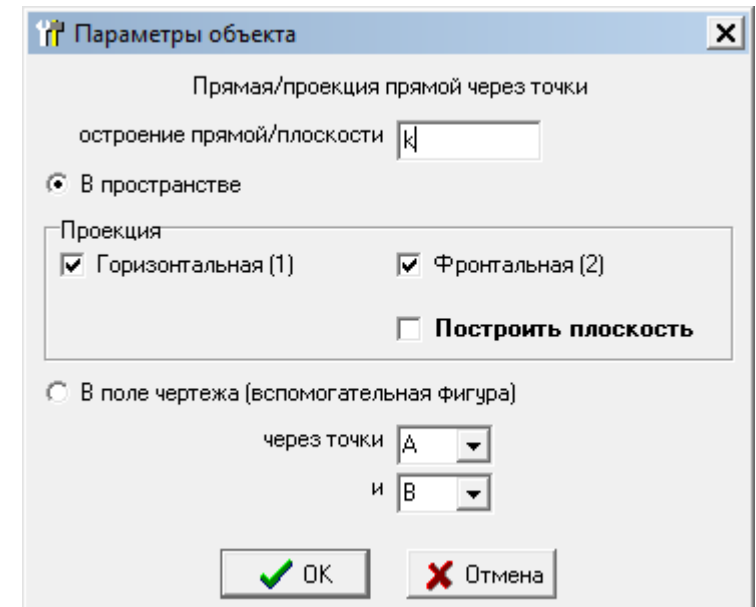 Параметры объекта
Прямая/проекция прямой через точки
остроение прямой/плоскости k
В пространстве
Проекция
Горизонтальная (1) Фронтальная (2)
Построить плоскость
В поле чертежа (вспомогательная фигура)
через точки A
и B
OK Отмена